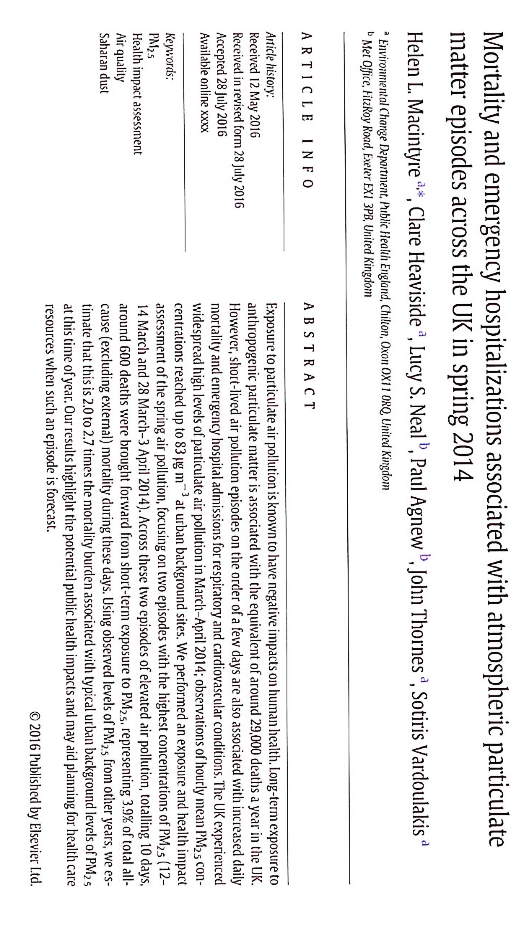 Mortality and emergency hospitalizations associated with atmospheric particulate
matter episodes across the UK in spring 2014
Helen L. Macintyre a,*, Clare Heaviside a, Lucy S. Neal b, Paul Agnew b, John Thornes a, Sotiris Vardoulakis a
a Environmental Change Department, Public Health England, Chilton, Oxon OX11 0RQ, United Kingdom
b Met Office, FitzRoy Road, Exeter EX1 3PB, United Kingdom
ARTICLE INFO
Article history:
Received 12 May 2016
Received in revised form 28 July 2016
Accepted 28 July 2016
Available online xxxx
Keywords:
PM2.5
Health impact assessment
Air quality
Saharan dust
ABSTRACT
Exposure to particulate air pollution is known to have negative impacts on human health. Long-term exposure to
anthropogenic particulate matter is associated with the equivalent of around 29,000 deaths a year in the UK.
However, short-lived air pollution episodes on the order of a few days are also associated with increased daily
mortality and emergency hospital admissions for respiratory and cardiovascular conditions. The UK experienced
widespread high levels of particulate air pollution in March–April 2014; observations of hourly mean PM2.5 con-
centrations reached up to 83 μg m−3 at urban background sites. We performed an exposure and health impact
assessment of the spring air pollution, focusing on two episodes with the highest concentrations of PM2.5 (12–
14 March and 28 March–3 April 2014). Across these two episodes of elevated air pollution, totalling 10 days,
around 600 deaths were brought forward from short-term exposure to PM2.5, representing 3.9% of total all-
cause (excluding external) mortality during these days. Using observed levels of PM2.5 from other years, we es-
timate that this is 2.0 to 2.7 times the mortality burden associated with typical urban background levels of PM2.5
at this time of year. Our results highlight the potential public health impacts and may aid planning for health care
resources when such an episode is forecast.
© 2016 Published by Elsevier Ltd.